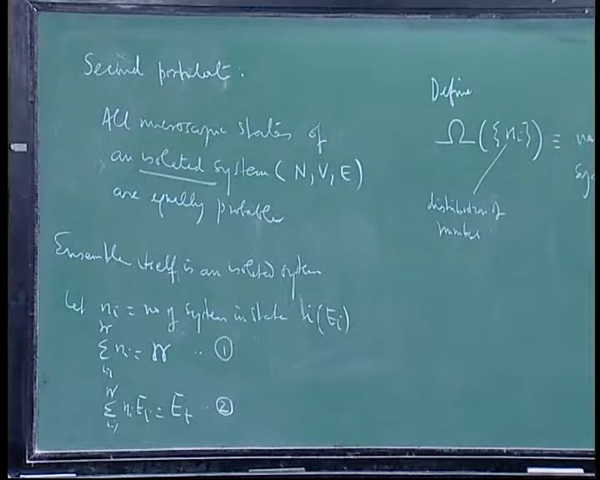 Second postulate:
All microscopic states of
an isolated system (N, V, E)
are equally probable
Ensemble itself is an isolated system
Let nᵢ = no of system in state i (Eᵢ)
Σ nᵢ = N ·· ①
Σ nᵢEᵢ = Eₜ ·· ②
Define
Ω({nᵢ}) ≡
distribution of
number